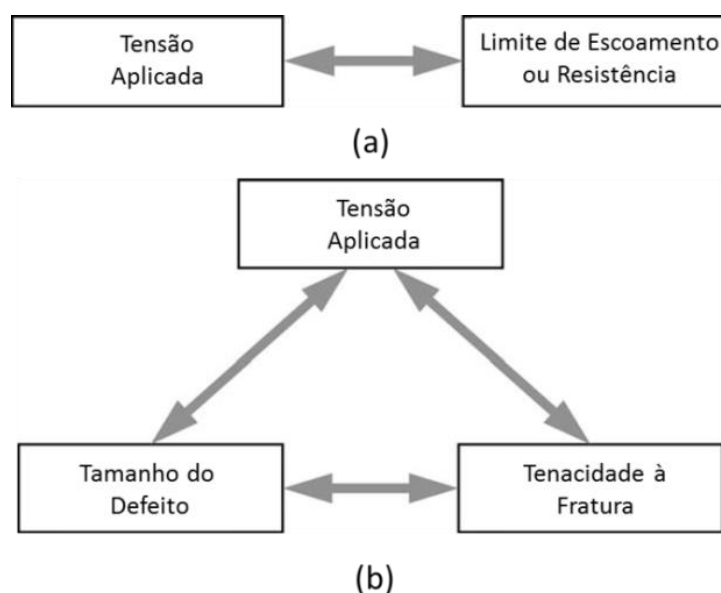 Tensão
Aplicada
Limite de Escoamento
ou Resistência
(a)
Tensão
Aplicada
Tamanho do
Defeito
Tenacidade à
Fratura
(b)